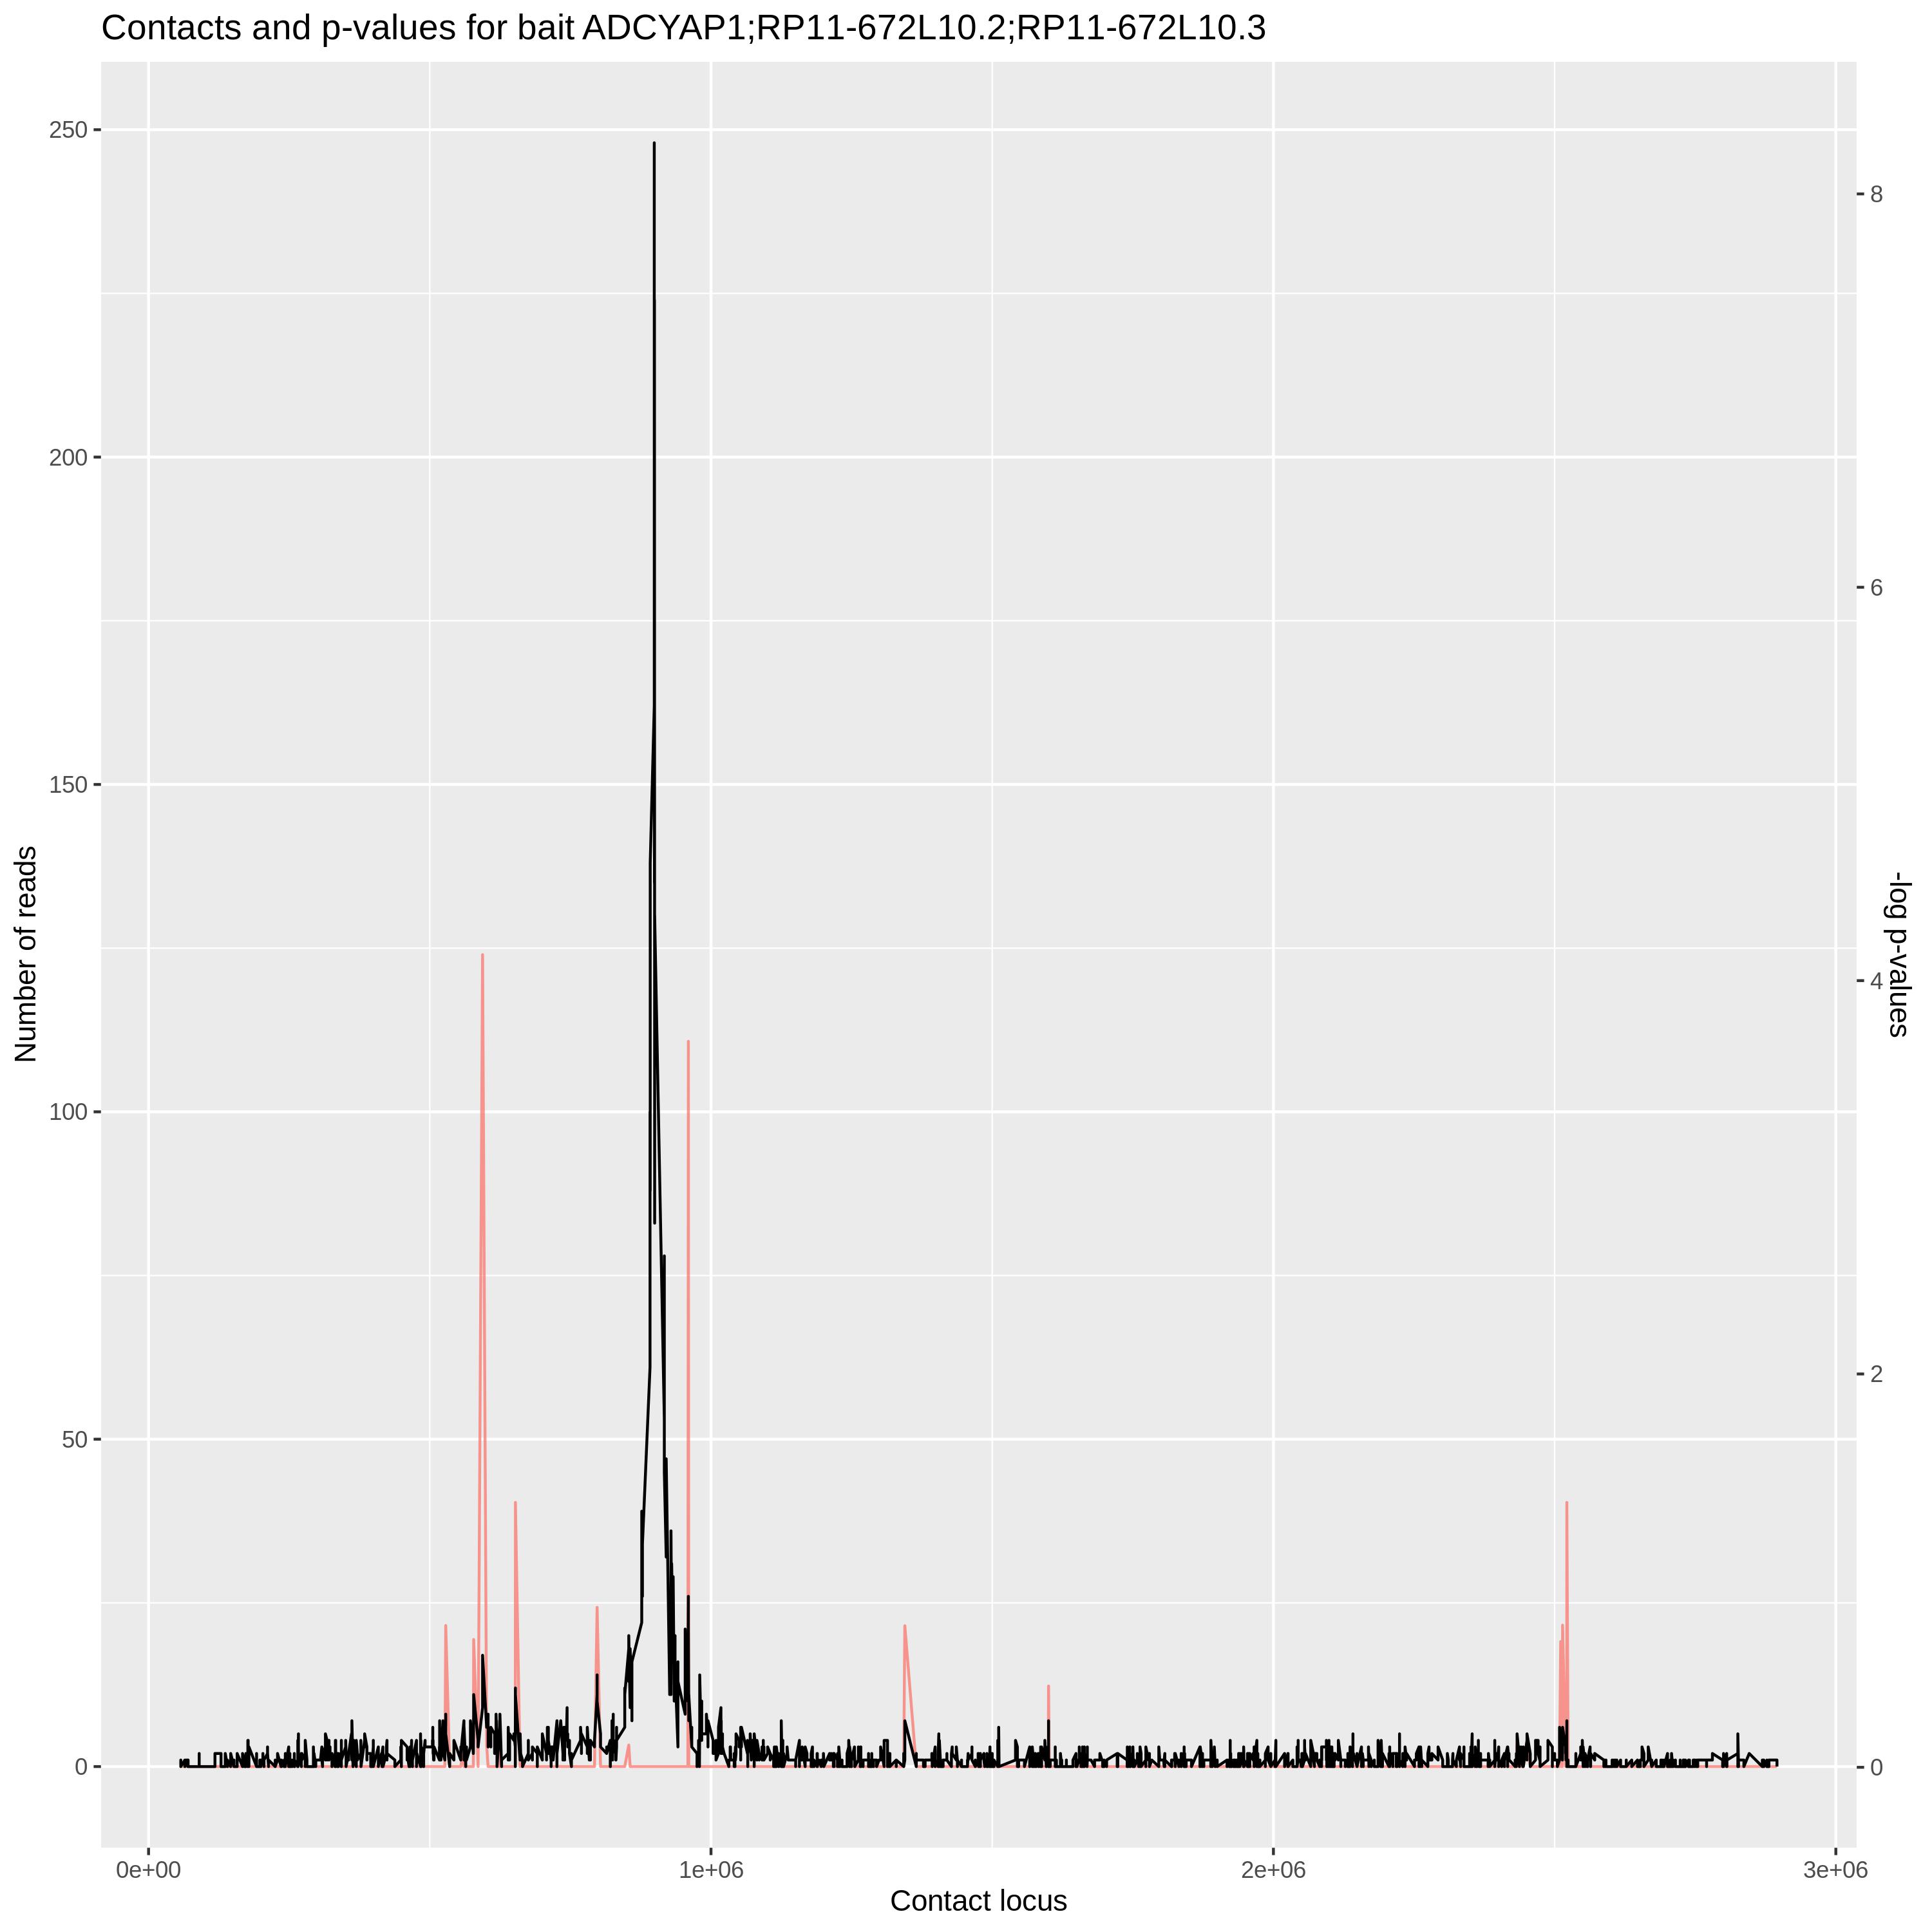 Contacts and p-values for bait ADCYAP1;RP11-672L10.2;RP11-672L10.3
250
200
150
100
50
0
Number of reads
8
6
4
2
0
-log p-values
0e+00
1e+06
2e+06
3e+06
Contact locus